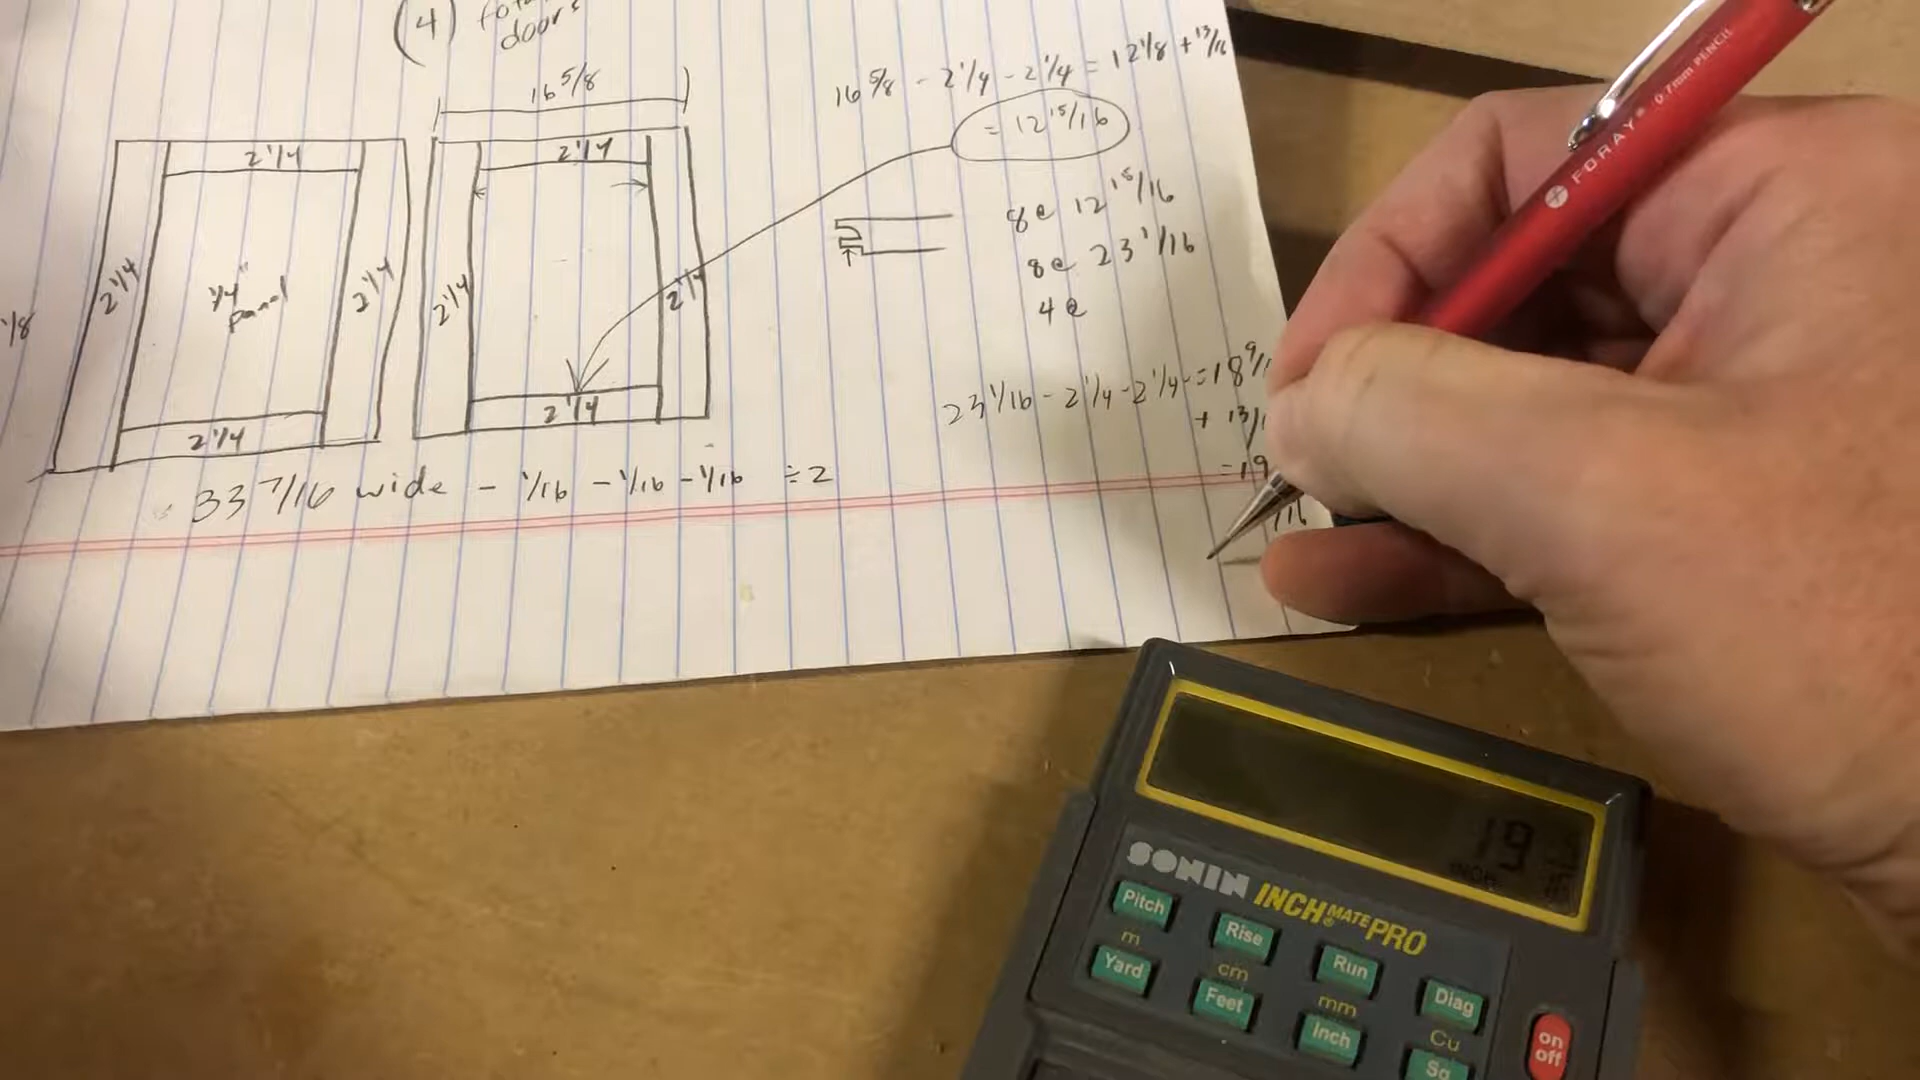 (4)
doors
16 5/8
2 1/4
2 1/4
2 1/4
1/4"
panel
2 1/4
2 1/4
2 1/4
2 1/4
2 1/4
2 1/4
1/8
33 7/16 wide - 1/16 - 1/16 - 1/16 ÷ 2
16 5/8 - 2 1/4 - 2 1/4 = 12 1/8 + 13/16
= 12 15/16
8@ 12 15/16
8@ 23 1/16
4@
23 1/16 - 2 1/4 - 2 1/4 = 18 9/1
+ 13/1
= 19
/16
FORAY 0.7mm PENCIL
19
INCH
SONIN INCHMATE® PRO
Pitch Rise Run Diag
m cm mm Cu
Yard Feet Inch Sq
on
off